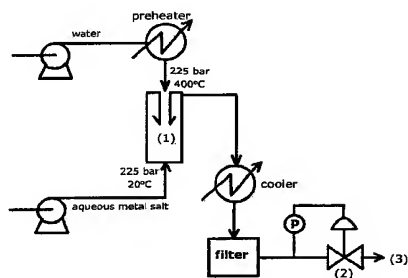 preheater
water
225 bar
400°C
(1)
225 bar
20°C
cooler
aqueous metal salt
P
filter
(3)
(2)